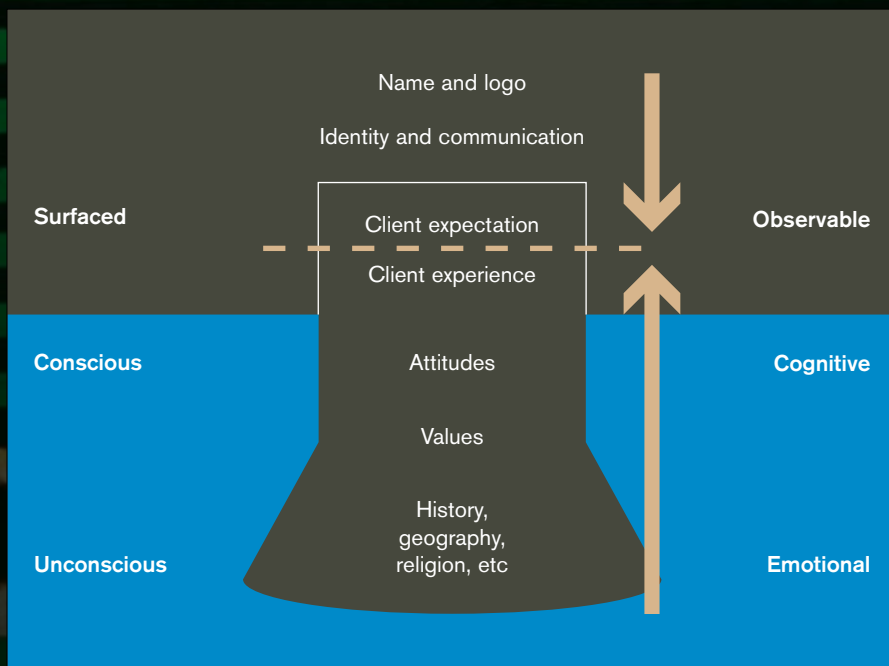 Name and logo
Identity and communication
Surfaced
Client expectation
Observable
Client experience
Conscious
Attitudes
Cognitive
Values
History,
geography,
religion, etc
Unconscious
Emotional